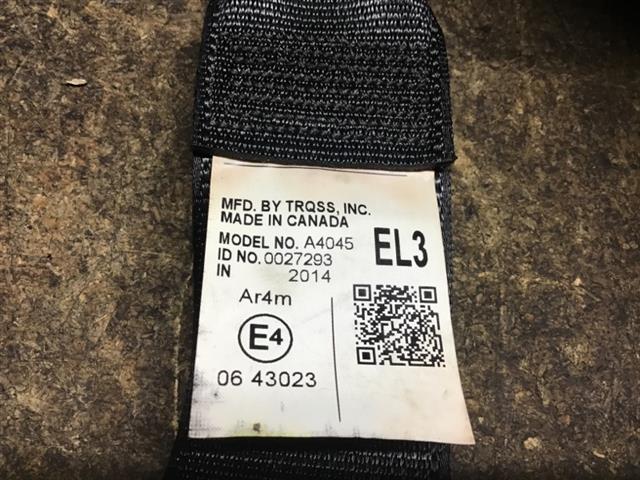 MFD. BY TRQSS, INC.
MADE IN CANADA
MODEL NO. A4045
ID NO. 0027293
IN 2014
EL3
Ar4m
E4
06 43023